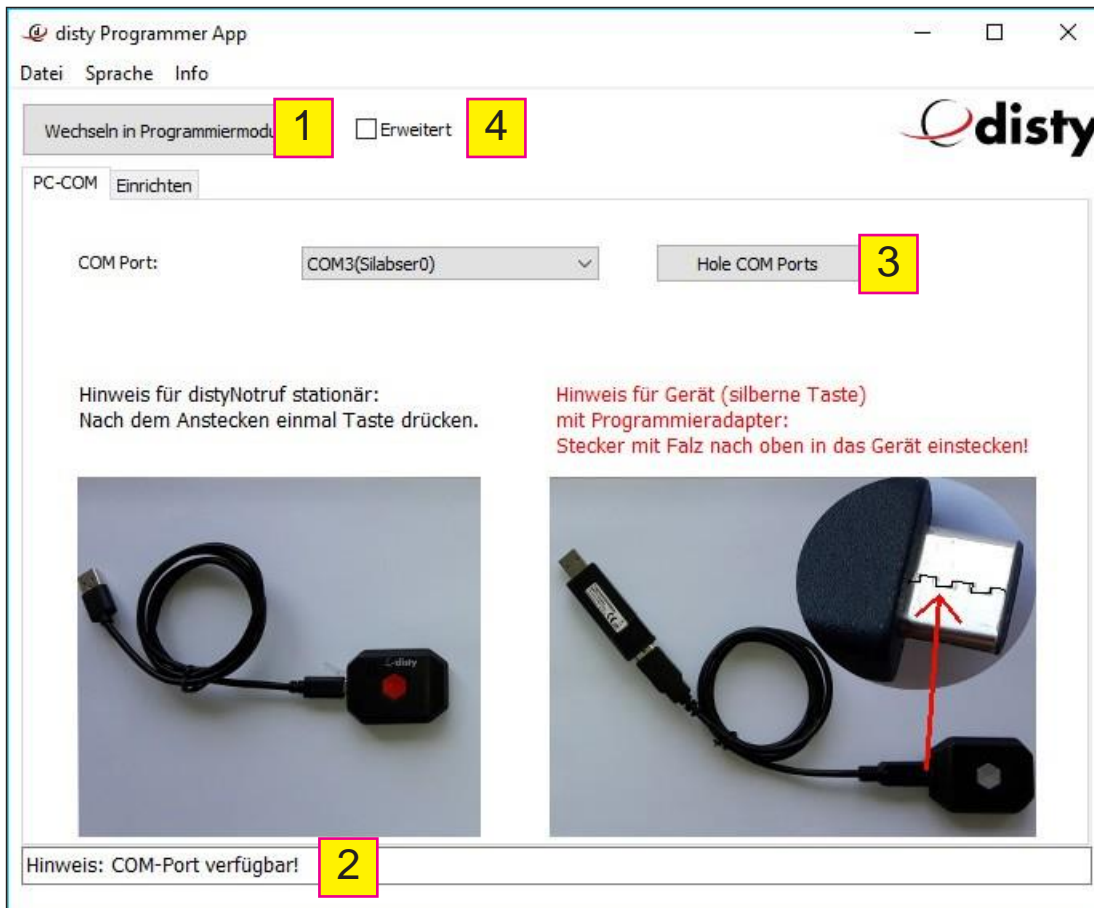 disty Programmer App
Datei Sprache Info
Wechseln in Programmiermodu 1 Erweitert 4
disty
PC-COM Einrichten
COM Port: COM3(Silabser0) Hole COM Ports 3
Hinweis für distyNotruf stationär:
Nach dem Anstecken einmal Taste drücken.
Hinweis für Gerät (silberne Taste)
mit Programmieradapter:
Stecker mit Falz nach oben in das Gerät einstecken!
disty
Hinweis: COM-Port verfügbar! 2